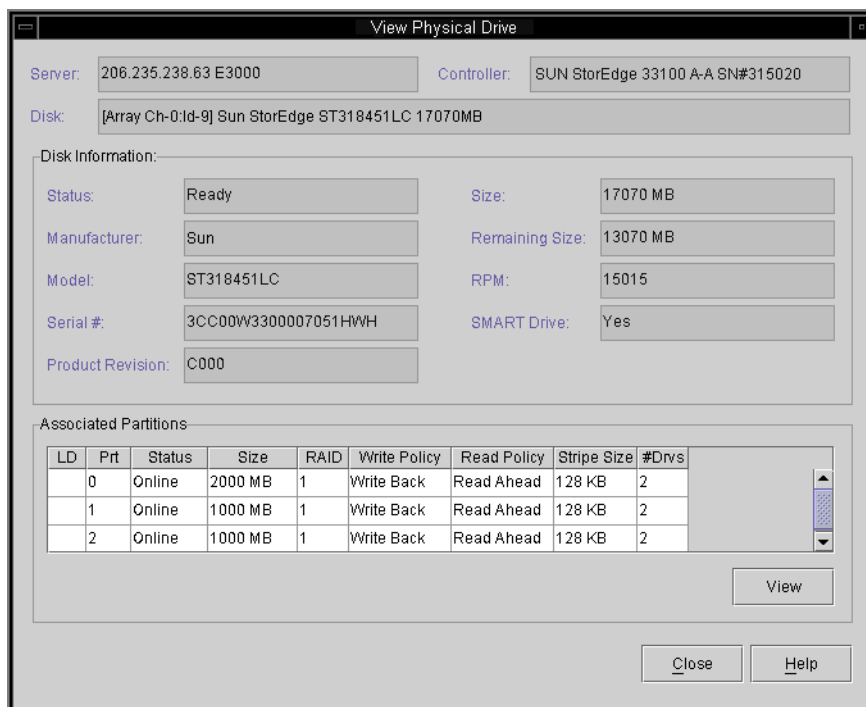 View Physical Drive
Server: 206.235.238.63 E3000 Controller: SUN StorEdge 33100 A-A SN#315020
Disk: [Array Ch-0:Id-9] Sun StorEdge ST318451LC 17070MB
Disk Information:
Status: Ready Size: 17070 MB
Manufacturer: Sun Remaining Size: 13070 MB
Model: ST318451LC RPM: 15015
Serial #: 3CC00W3300007051HWH SMART Drive: Yes
Product Revision: C000
Associated Partitions
LD Prt Status Size RAID Write Policy Read Policy Stripe Size #Drvs
0 Online 2000 MB 1 Write Back Read Ahead 128 KB 2
1 Online 1000 MB 1 Write Back Read Ahead 128 KB 2
2 Online 1000 MB 1 Write Back Read Ahead 128 KB 2
View
Close Help